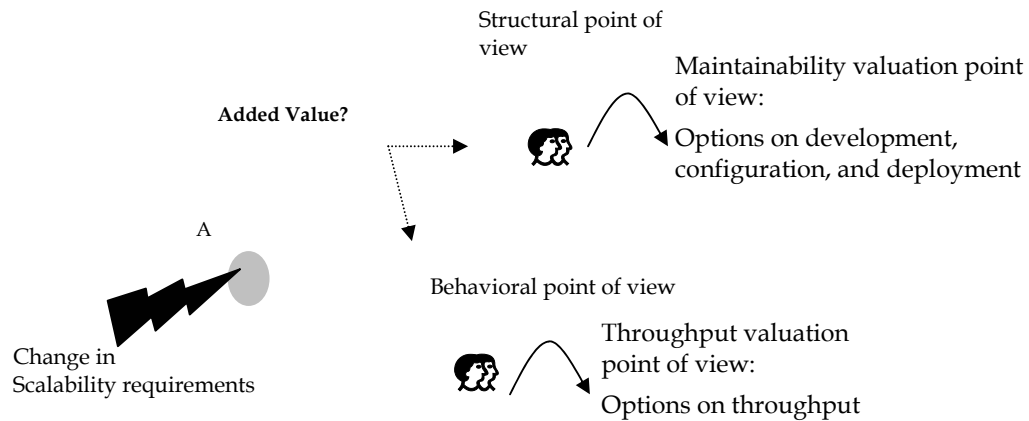 Structural point of
view
Maintainability valuation point
of view:
Options on development,
configuration, and deployment
Added Value?
A
Change in
Scalability requirements
Behavioral point of view
Throughput valuation
point of view:
Options on throughput